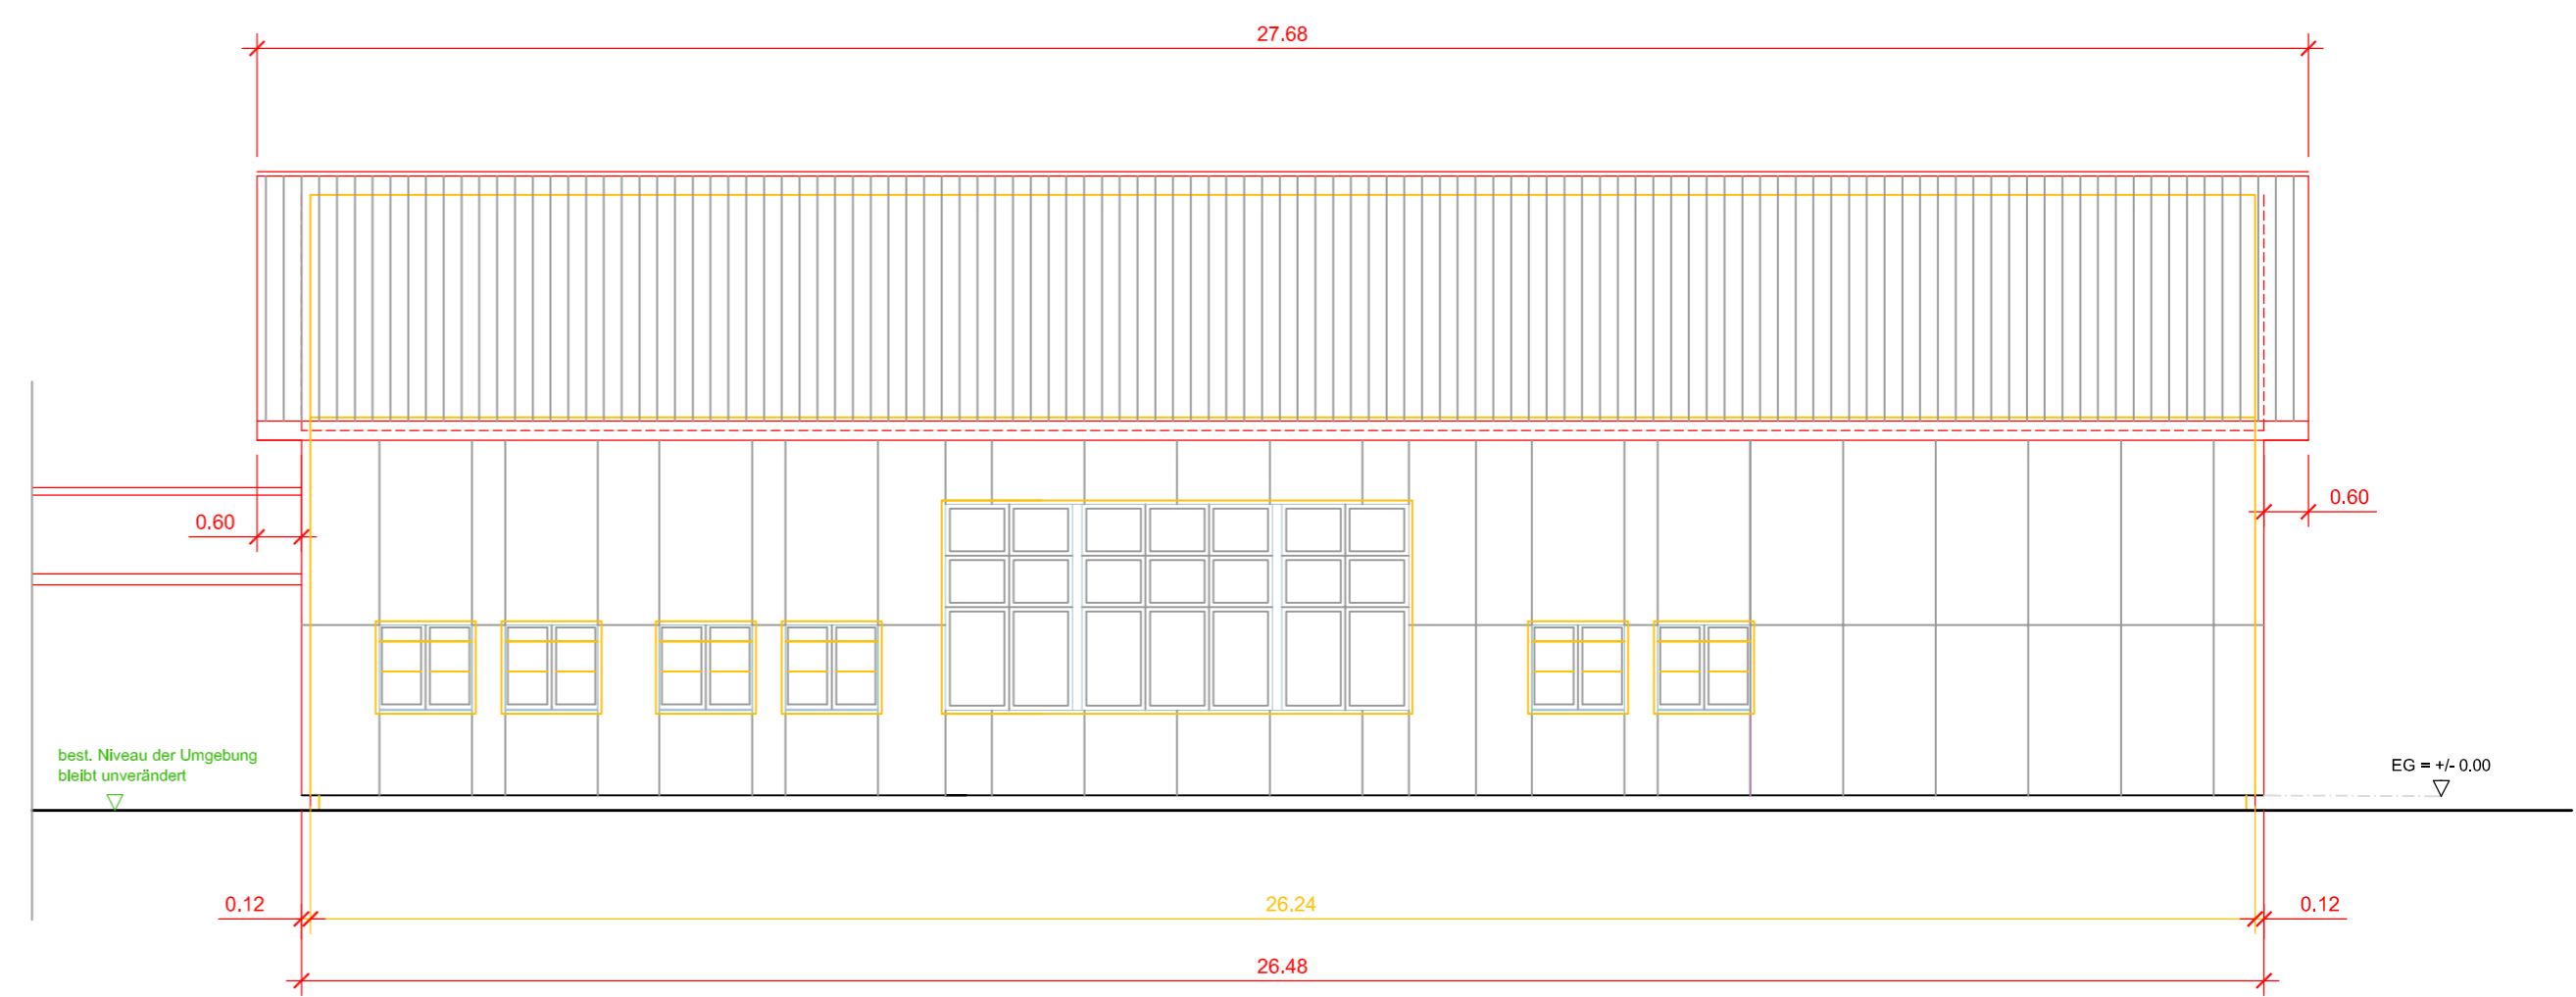 27.68
0.60
0.60
best. Niveau der Umgebung
bleibt unverändert
EG = +/- 0.00
0.12
26.24
0.12
26.48